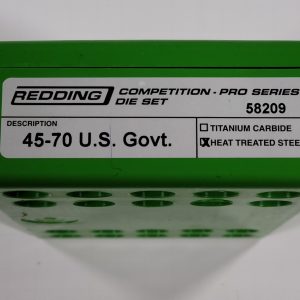 REDDING COMPETITION - PRO SERIES
DIE SET
58209
DESCRIPTION
45-70 U.S. Govt.
TITANIUM CARBIDE
HEAT TREATED STEE